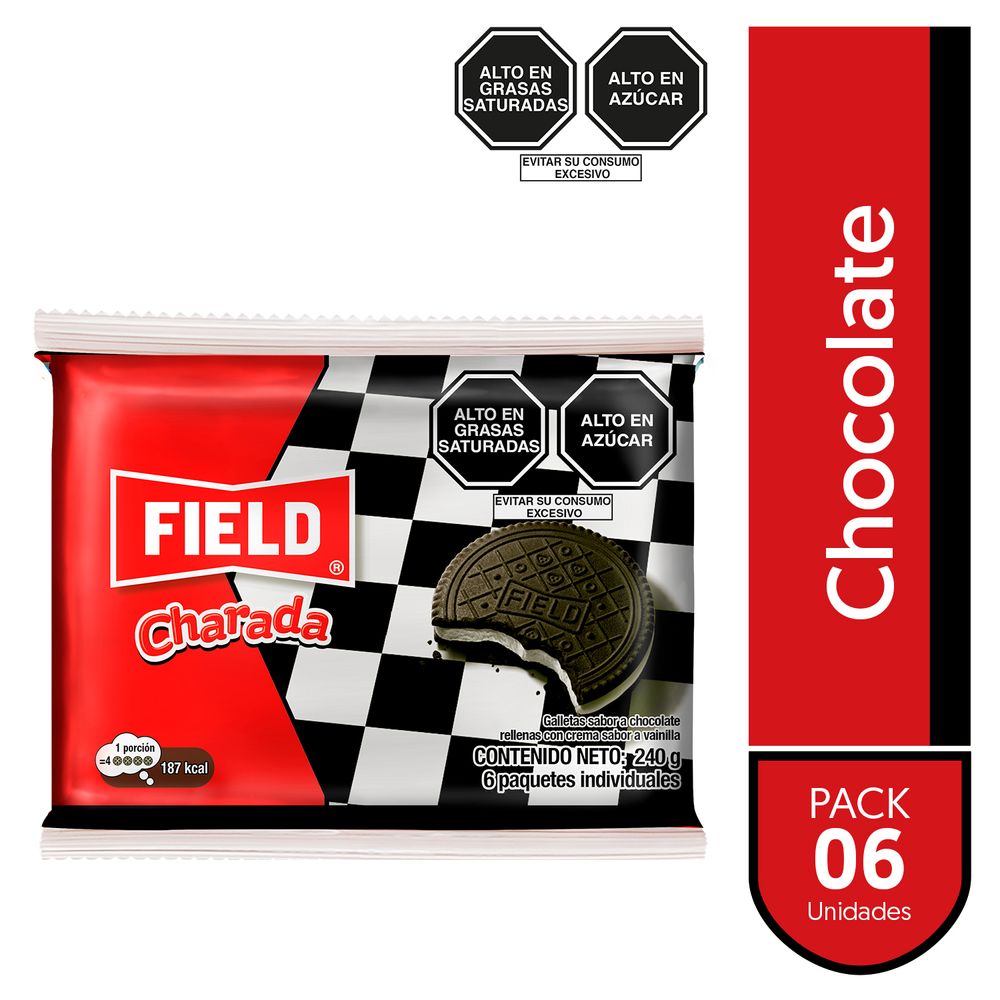 ALTO EN
GRASAS
SATURADAS
ALTO EN
AZÚCAR
EVITAR SU CONSUMO
EXCESIVO
Chocolate
FIELD
®
Charada
ALTO EN
GRASAS
SATURADAS
ALTO EN
AZÚCAR
EVITAR SU CONSUMO
EXCESIVO
FIELD
Galletas sabor a chocolate
rellenas con crema sabor a vainilla
CONTENIDO NETO: 240 g
6 paquetes individuales
1 porción
=4
187 kcal
PACK
06
Unidades